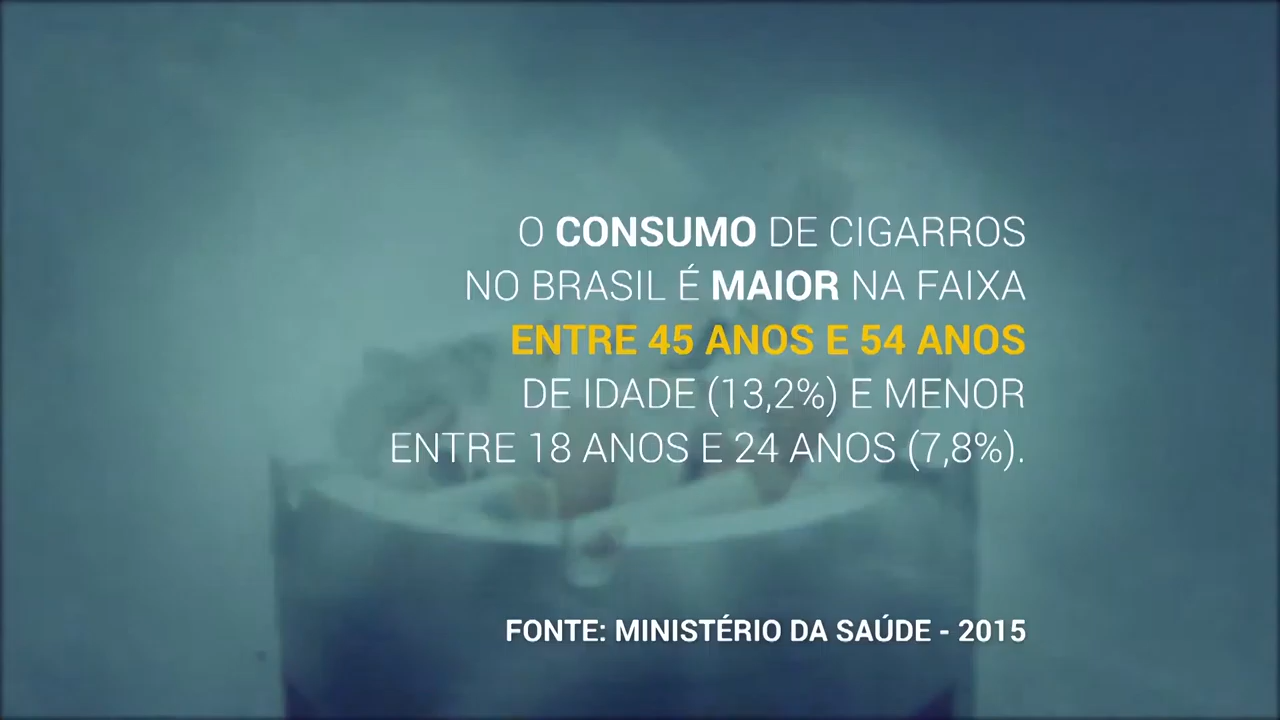 O CONSUMO DE CIGARROS
NO BRASIL É MAIOR NA FAIXA
ENTRE 45 ANOS E 54 ANOS
DE IDADE (13,2%) E MENOR
ENTRE 18 ANOS E 24 ANOS (7,8%).
FONTE: MINISTÉRIO DA SAÚDE - 2015